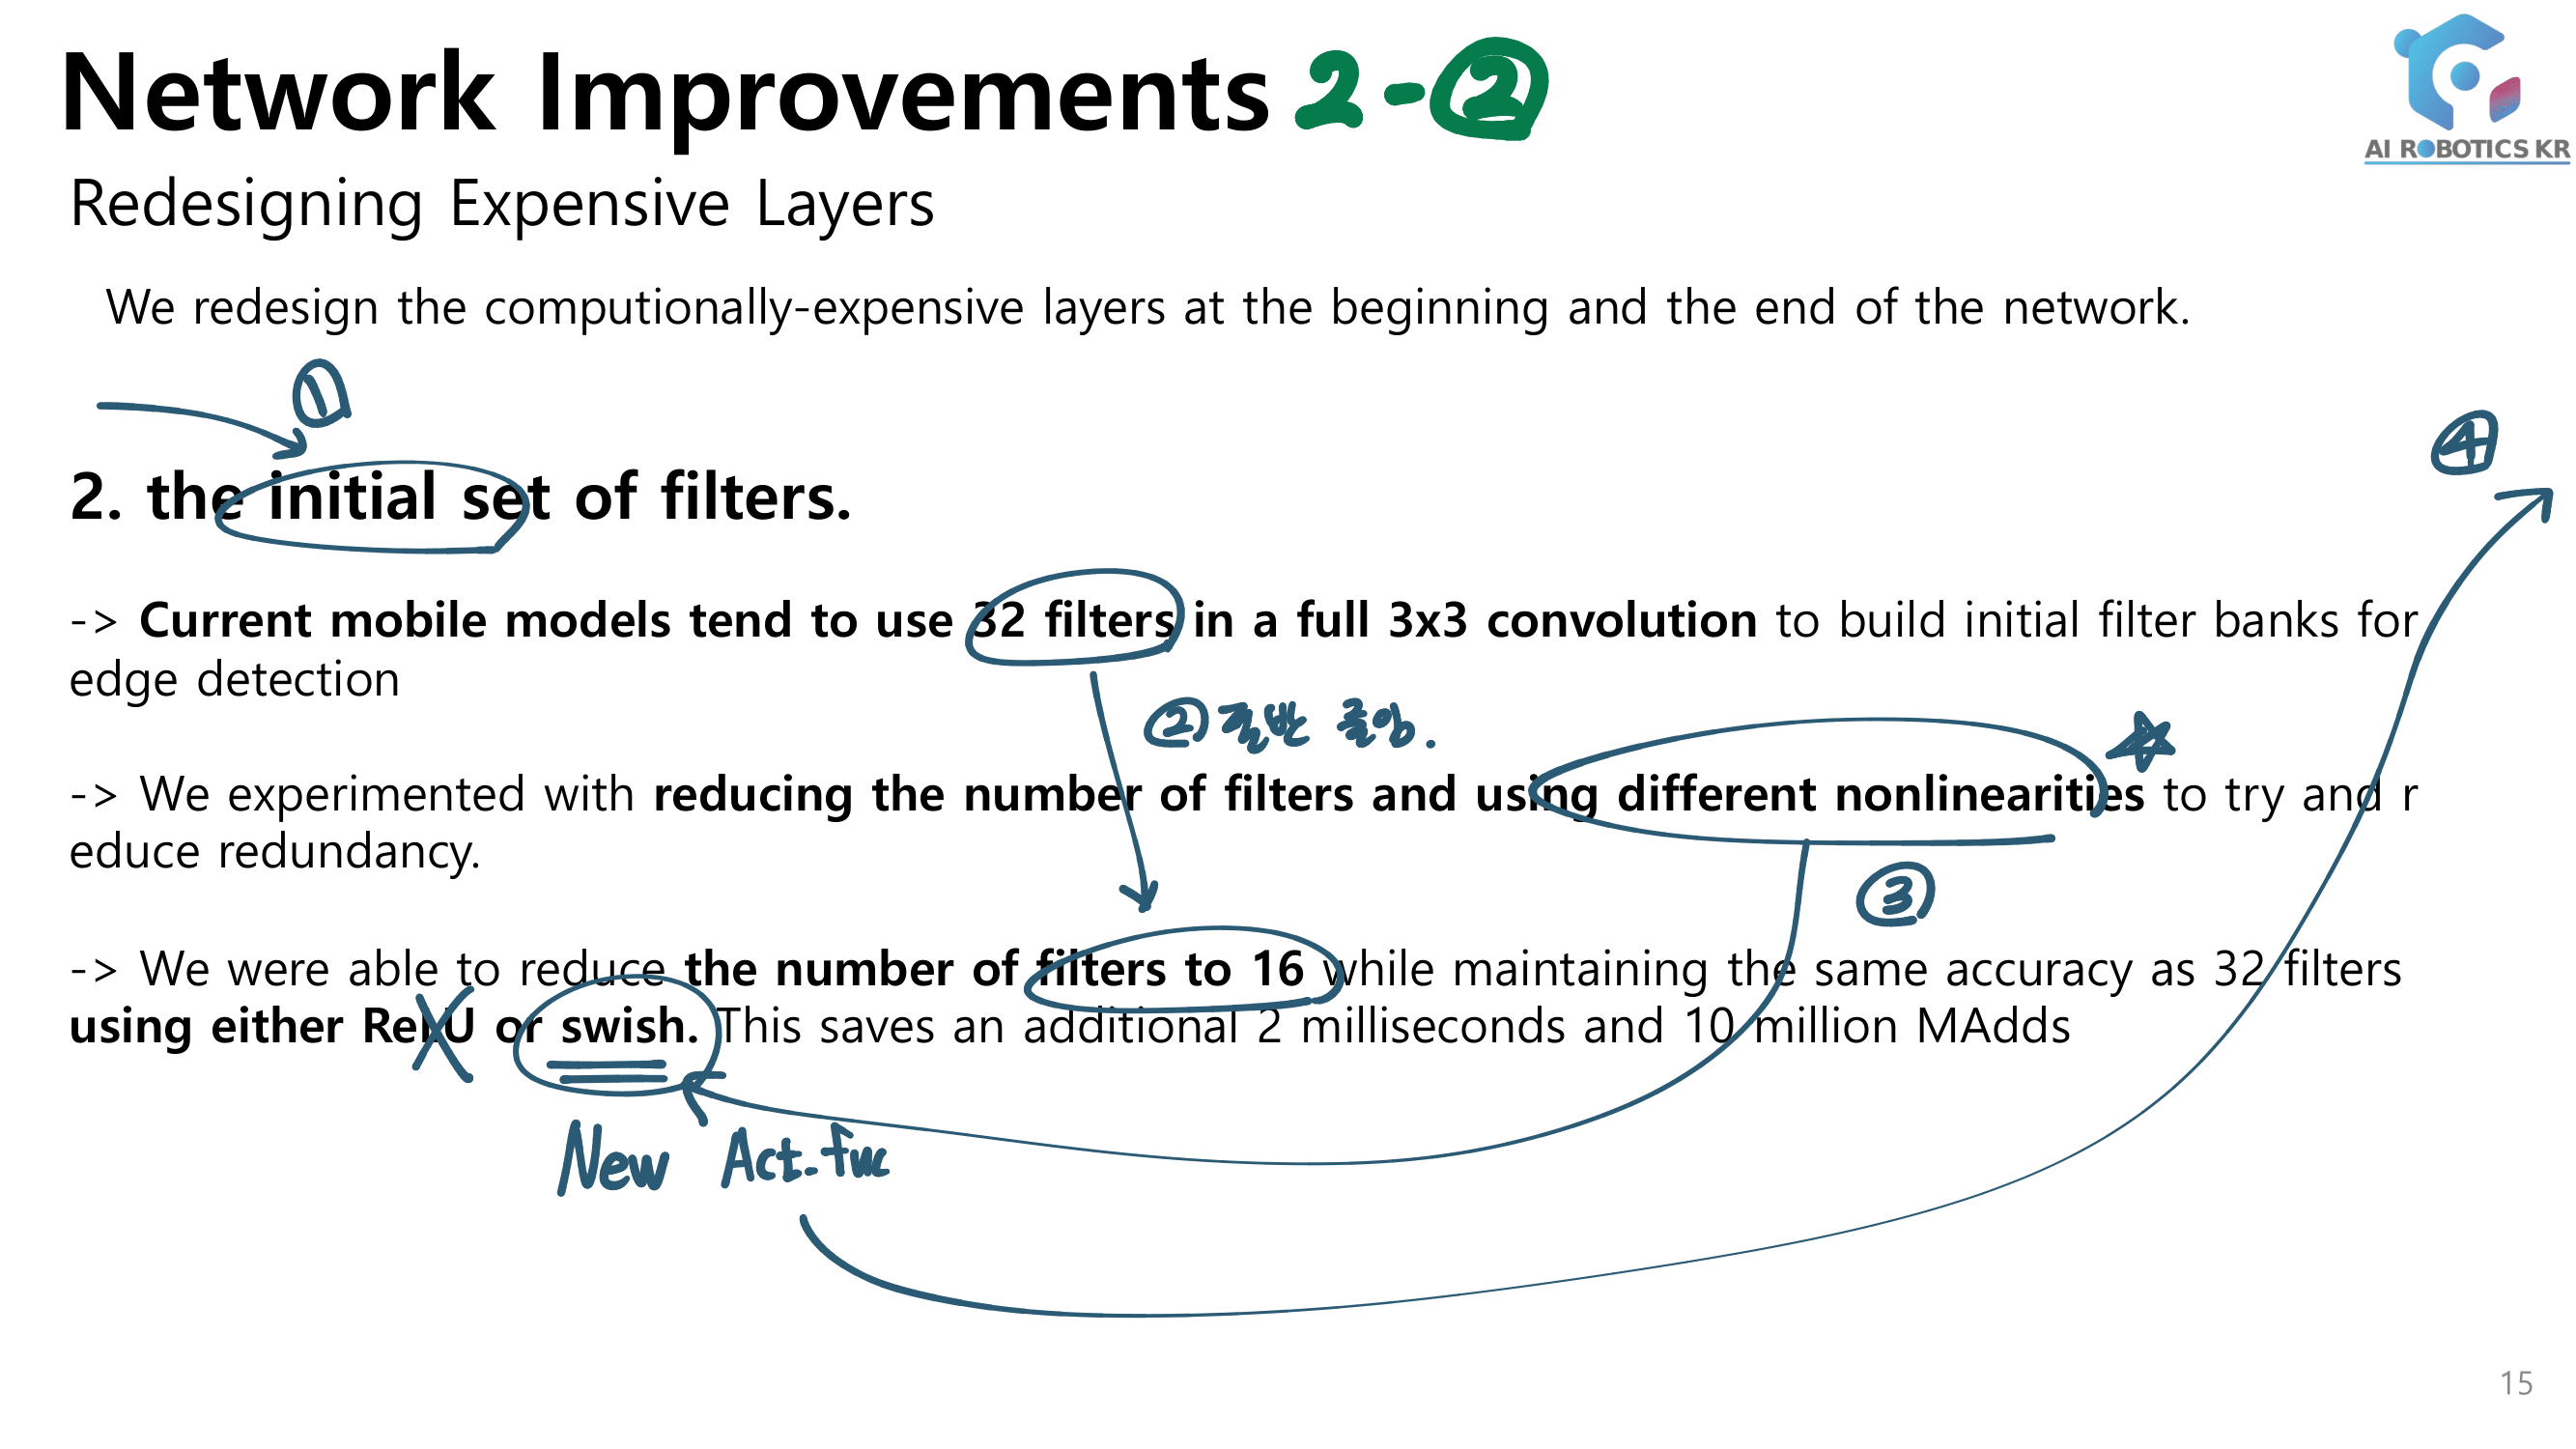 Network Improvements 2-②
AI ROBOTICS KR
Redesigning Expensive Layers
We redesign the computionally-expensive layers at the beginning and the end of the network.
①
④
2. the initial set of filters.
-> Current mobile models tend to use 32 filters in a full 3x3 convolution to build initial filter banks for
edge detection
② 절반 줄임.
-> We experimented with reducing the number of filters and using different nonlinearities to try and r
educe redundancy.
③
-> We were able to reduce the number of filters to 16 while maintaining the same accuracy as 32 filters
using either ReLU or swish. This saves an additional 2 milliseconds and 10 million MAdds
New Act.func
15